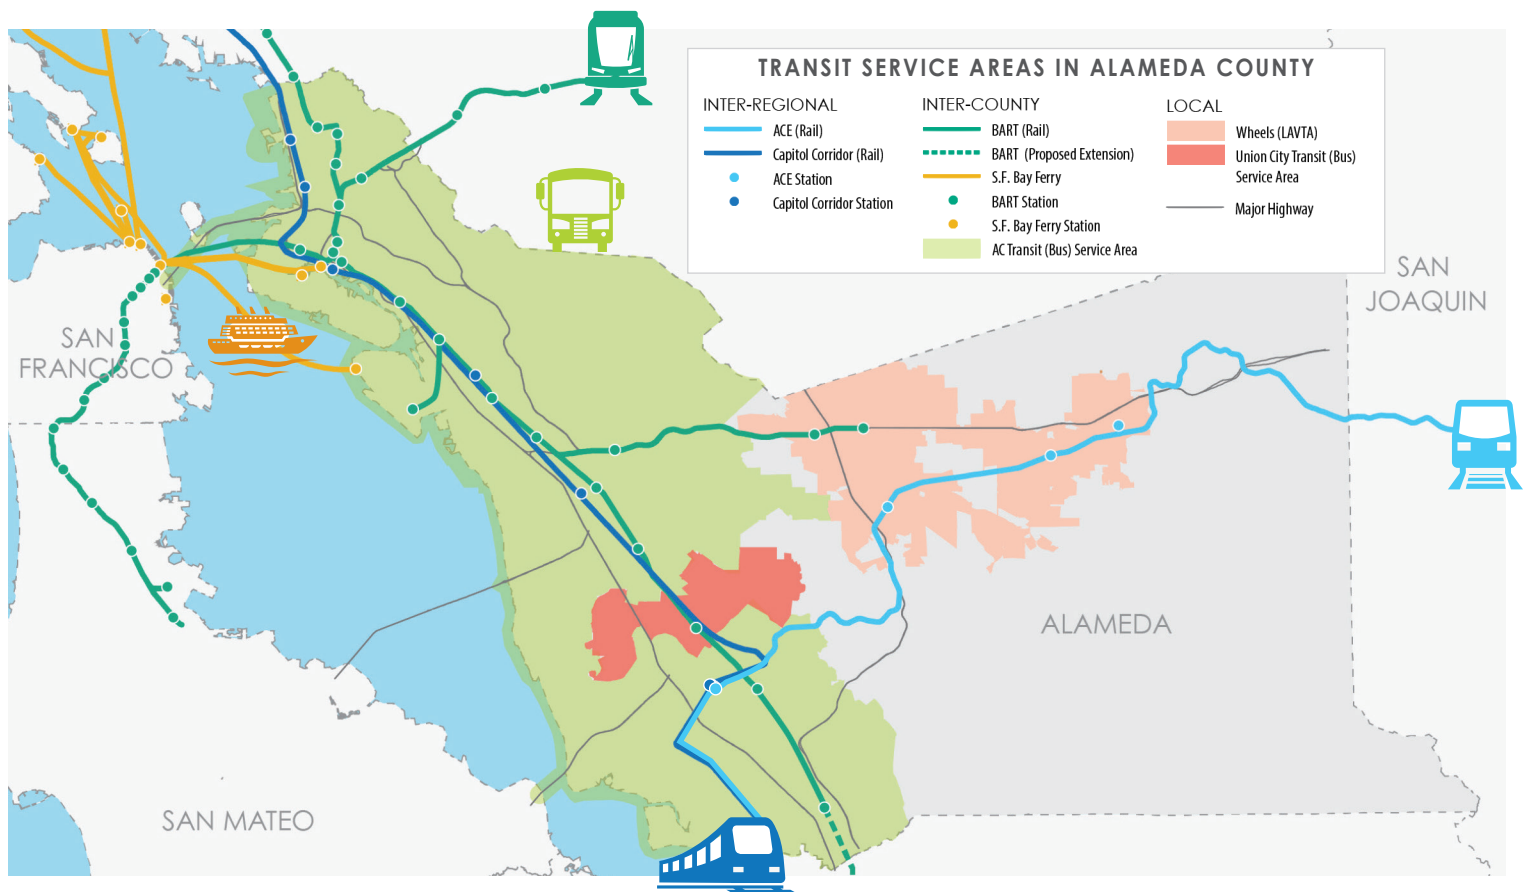 TRANSIT SERVICE AREAS IN ALAMEDA COUNTY
INTER-REGIONAL
ACE (Rail)
Capitol Corridor (Rail)
ACE Station
Capitol Corridor Station
INTER-COUNTY
BART (Rail)
BART (Proposed Extension)
S.F. Bay Ferry
BART Station
S.F. Bay Ferry Station
AC Transit (Bus) Service Area
LOCAL
Wheels (LAVTA)
Union City Transit (Bus)
Service Area
Major Highway
SAN
JOAQUIN
SAN
FRANCISCO
ALAMEDA
SAN MATEO